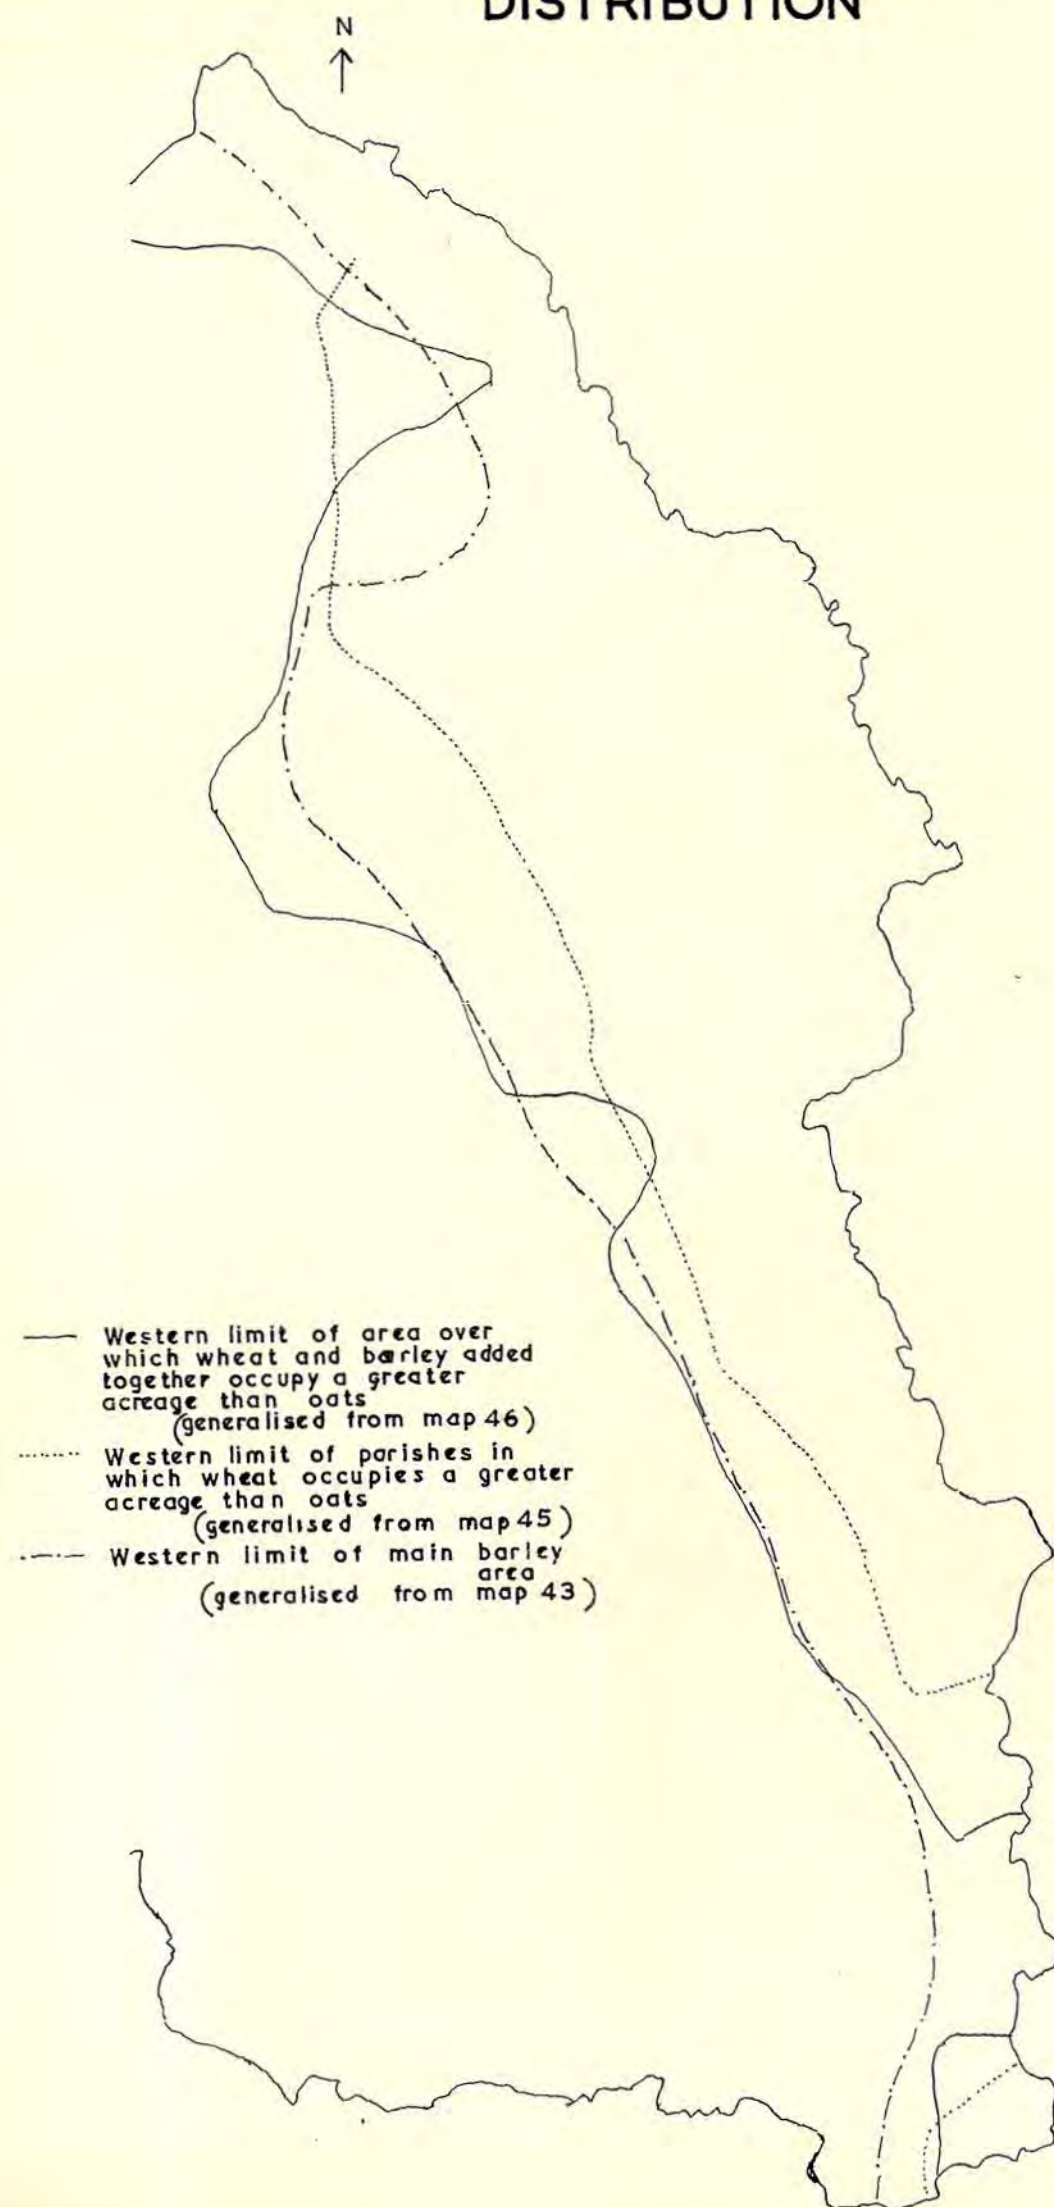 DISTRIBUTION
N
Western limit of area over
which wheat and barley added
together occupy a greater
acreage than oats
(generalised from map 46)
Western limit of parishes in
which wheat occupies a greater
acreage than oats
(generalised from map 45)
Western limit of main barley
area
(generalised from map 43)